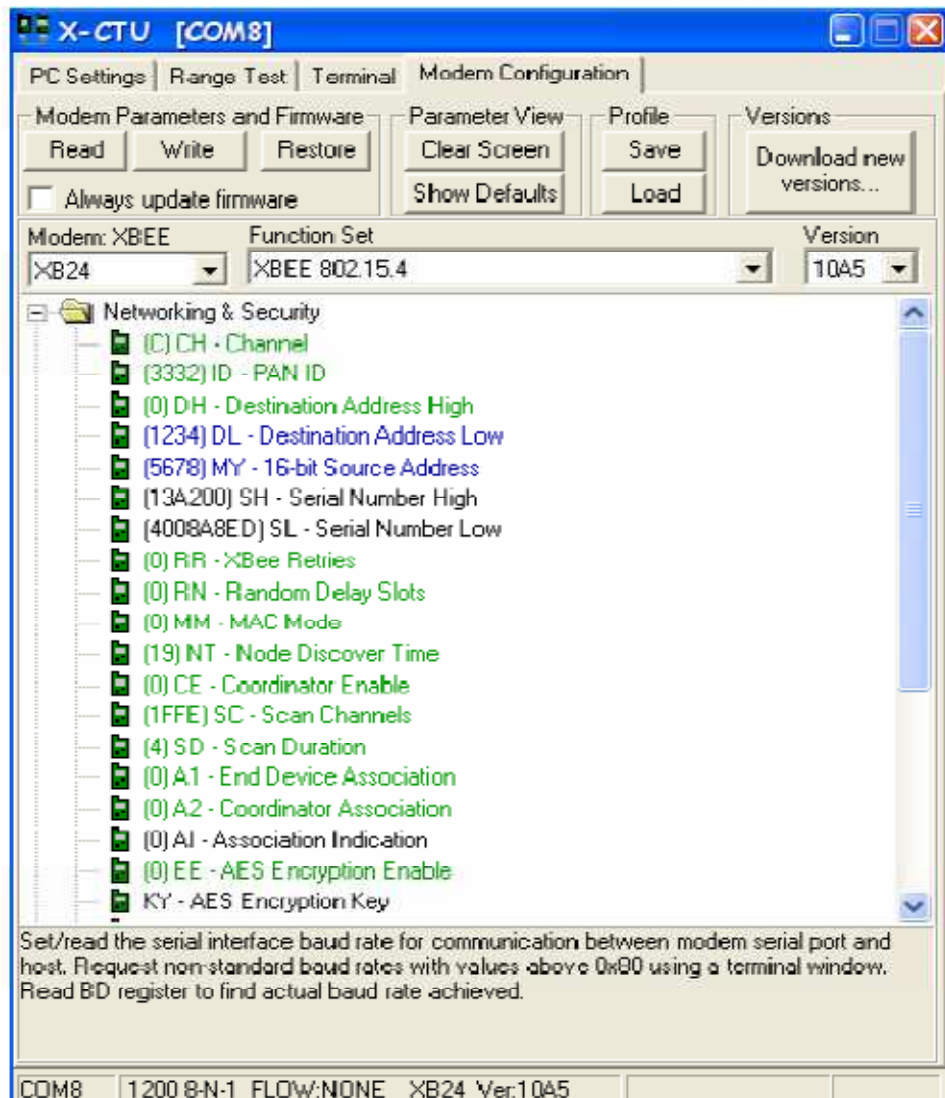 X-CTU [COM8]
PC Settings Range Test Terminal Modem Configuration
Modem Parameters and Firmware Parameter View Profile Versions
Read Write Restore Clear Screen Save Download new versions...
Always update firmware Show Defaults Load
Modem: XBEE Function Set Version
XB24 XBEE 802.15.4 10A5
Networking & Security
(C) CH - Channel
(3332) ID - PAN ID
(0) DH - Destination Address High
(1234) DL - Destination Address Low
(5678) MY - 16-bit Source Address
(13A200) SH - Serial Number High
(4008A8ED) SL - Serial Number Low
(0) RR - XBee Retries
(0) RN - Random Delay Slots
(0) MM - MAC Mode
(19) NT - Node Discover Time
(0) CE - Coordinator Enable
(1FFE) SC - Scan Channels
(4) SD - Scan Duration
(0) A1 - End Device Association
(0) A2 - Coordinator Association
(0) AI - Association Indication
(0) EE - AES Encryption Enable
KY - AES Encryption Key
Set/read the serial interface baud rate for communication between modem serial port and
host. Request non-standard baud rates with values above 0x80 using a terminal window.
Read BD register to find actual baud rate achieved.
COM8 1200 8-N-1 FLOW:NONE XB24 Ver:10A5